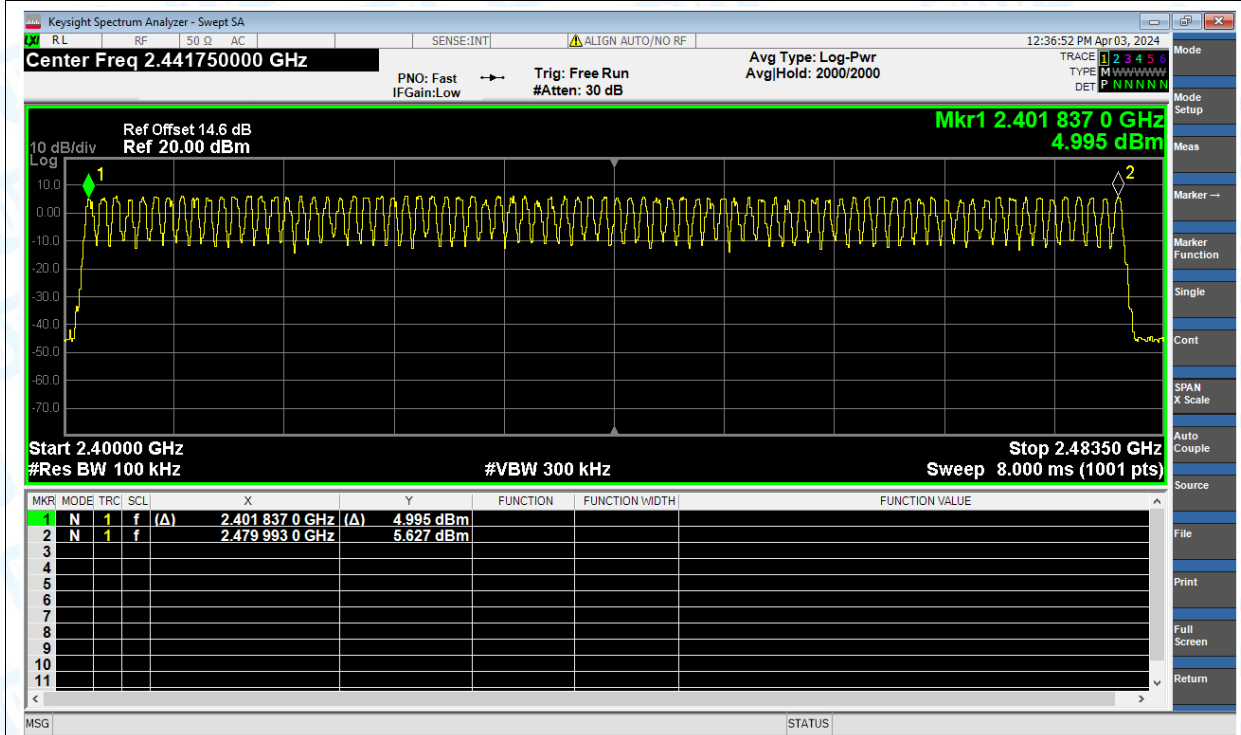 Keysight Spectrum Analyzer - Swept SA
LXI RL RF 50 Ω AC SENSE:INT ALIGN AUTO/NO RF 12:36:52 PM Apr 03, 2024
Center Freq 2.441750000 GHz
PNO: Fast
IFGain:Low
Trig: Free Run
#Atten: 30 dB
Avg Type: Log-Pwr
Avg|Hold: 2000/2000
TRACE 1 2 3 4 5 6
TYPE M WWWWW
DET P N N N N N
Mkr1 2.401 837 0 GHz
4.995 dBm
Ref Offset 14.6 dB
10 dB/div Ref 20.00 dBm
Log
1
2
10.0
0.00
-10.0
-20.0
-30.0
-40.0
-50.0
-60.0
-70.0
Start 2.40000 GHz Stop 2.48350 GHz
#Res BW 100 kHz #VBW 300 kHz Sweep 8.000 ms (1001 pts)
MKR MODE TRC SCL X Y FUNCTION FUNCTION WIDTH FUNCTION VALUE
1 N 1 f (Δ) 2.401 837 0 GHz (Δ) 4.995 dBm
2 N 1 f 2.479 993 0 GHz 5.627 dBm
3
4
5
6
7
8
9
10
11
MSG STATUS
Mode
Mode
Setup
Meas
Marker →
Marker
Function
Single
Cont
SPAN
X Scale
Auto
Couple
Source
File
Print
Full
Screen
Return